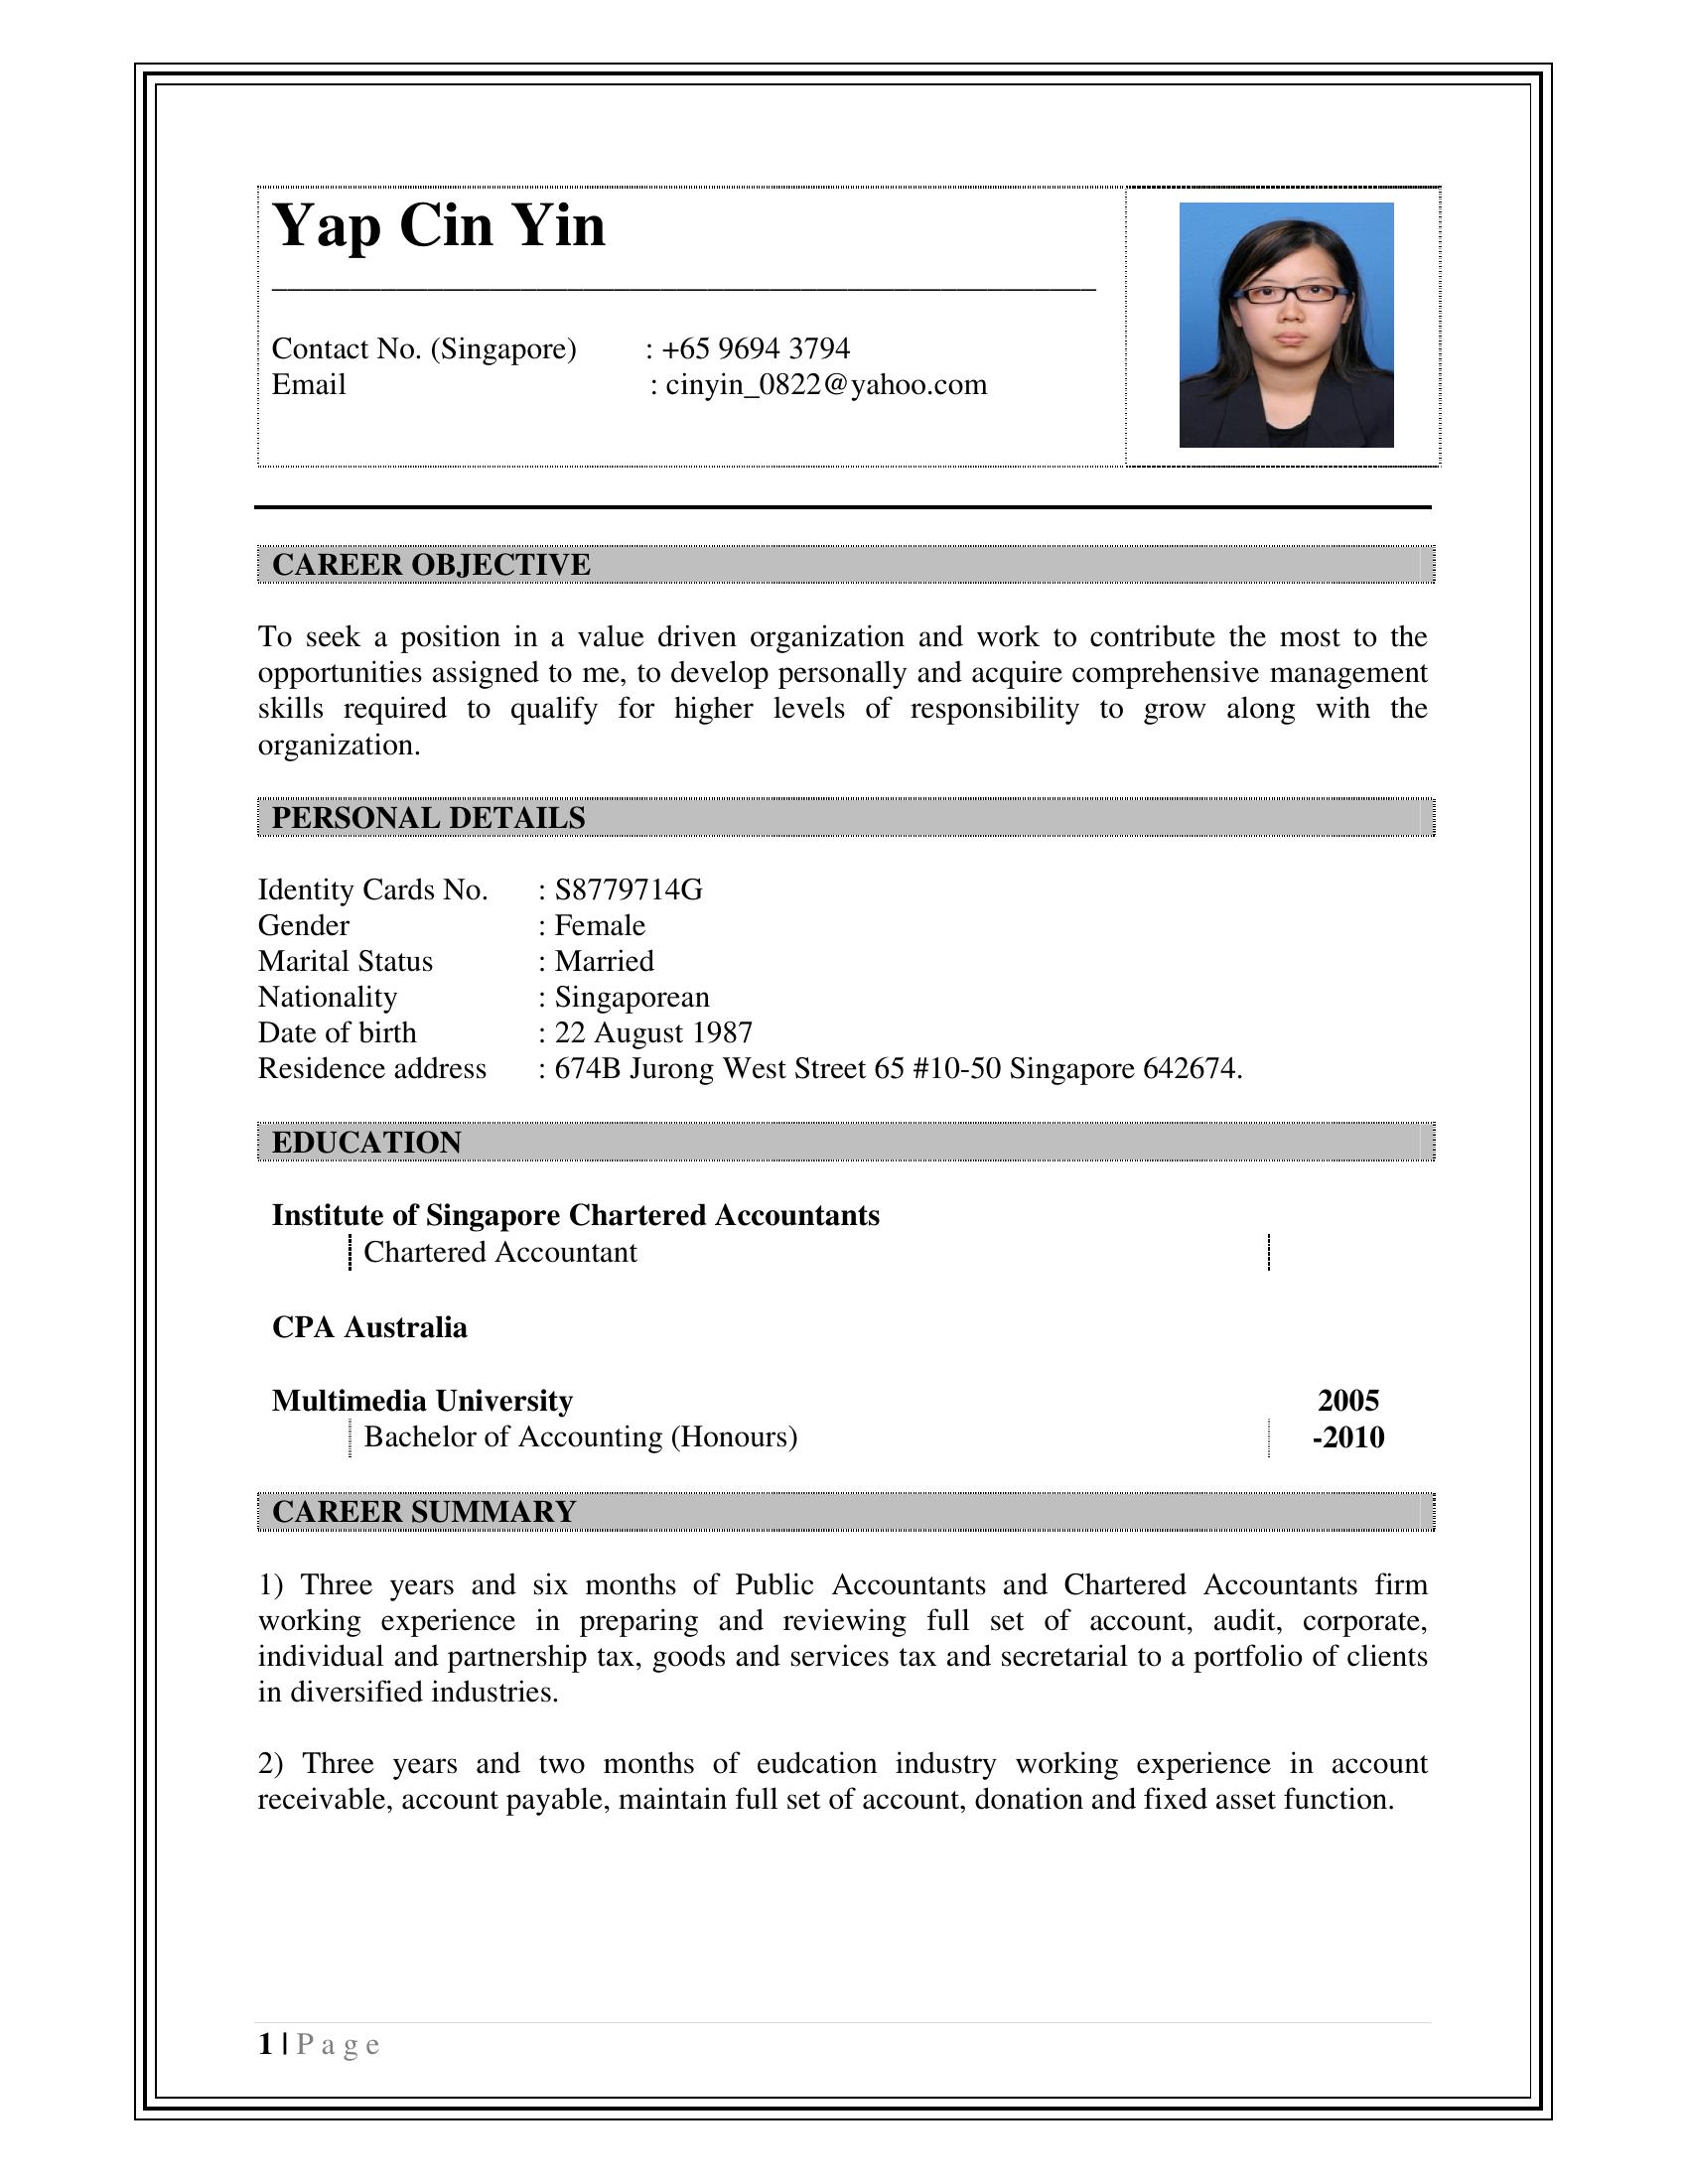 Yap Cin Yin
Contact No. (Singapore) : +65 9694 3794
Email : cinyin_0822@yahoo.com
CAREER OBJECTIVE
To seek a position in a value driven organization and work to contribute the most to the
opportunities assigned to me, to develop personally and acquire comprehensive management
skills required to qualify for higher levels of responsibility to grow along with the
organization.
PERSONAL DETAILS
Identity Cards No. : S8779714G
Gender : Female
Marital Status : Married
Nationality : Singaporean
Date of birth : 22 August 1987
Residence address : 674B Jurong West Street 65 #10-50 Singapore 642674.
EDUCATION
Institute of Singapore Chartered Accountants
Chartered Accountant
CPA Australia
Multimedia University 2005
Bachelor of Accounting (Honours) -2010
CAREER SUMMARY
1) Three years and six months of Public Accountants and Chartered Accountants firm
working experience in preparing and reviewing full set of account, audit, corporate,
individual and partnership tax, goods and services tax and secretarial to a portfolio of clients
in diversified industries.
2) Three years and two months of eudcation industry working experience in account
receivable, account payable, maintain full set of account, donation and fixed asset function.
1 | Page